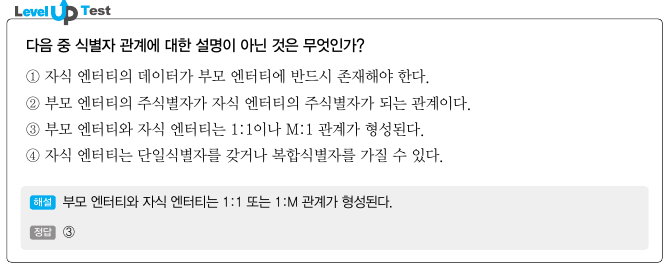 Level Up Test
다음 중 식별자 관계에 대한 설명이 아닌 것은 무엇인가?
① 자식 엔터티의 데이터가 부모 엔터티에 반드시 존재해야 한다.
② 부모 엔터티의 주식별자가 자식 엔터티의 주식별자가 되는 관계이다.
③ 부모 엔터티와 자식 엔터티는 1:1이나 M:1 관계가 형성된다.
④ 자식 엔터티는 단일식별자를 갖거나 복합식별자를 가질 수 있다.
해설 부모 엔터티와 자식 엔터티는 1:1 또는 1:M 관계가 형성된다.
정답 ③